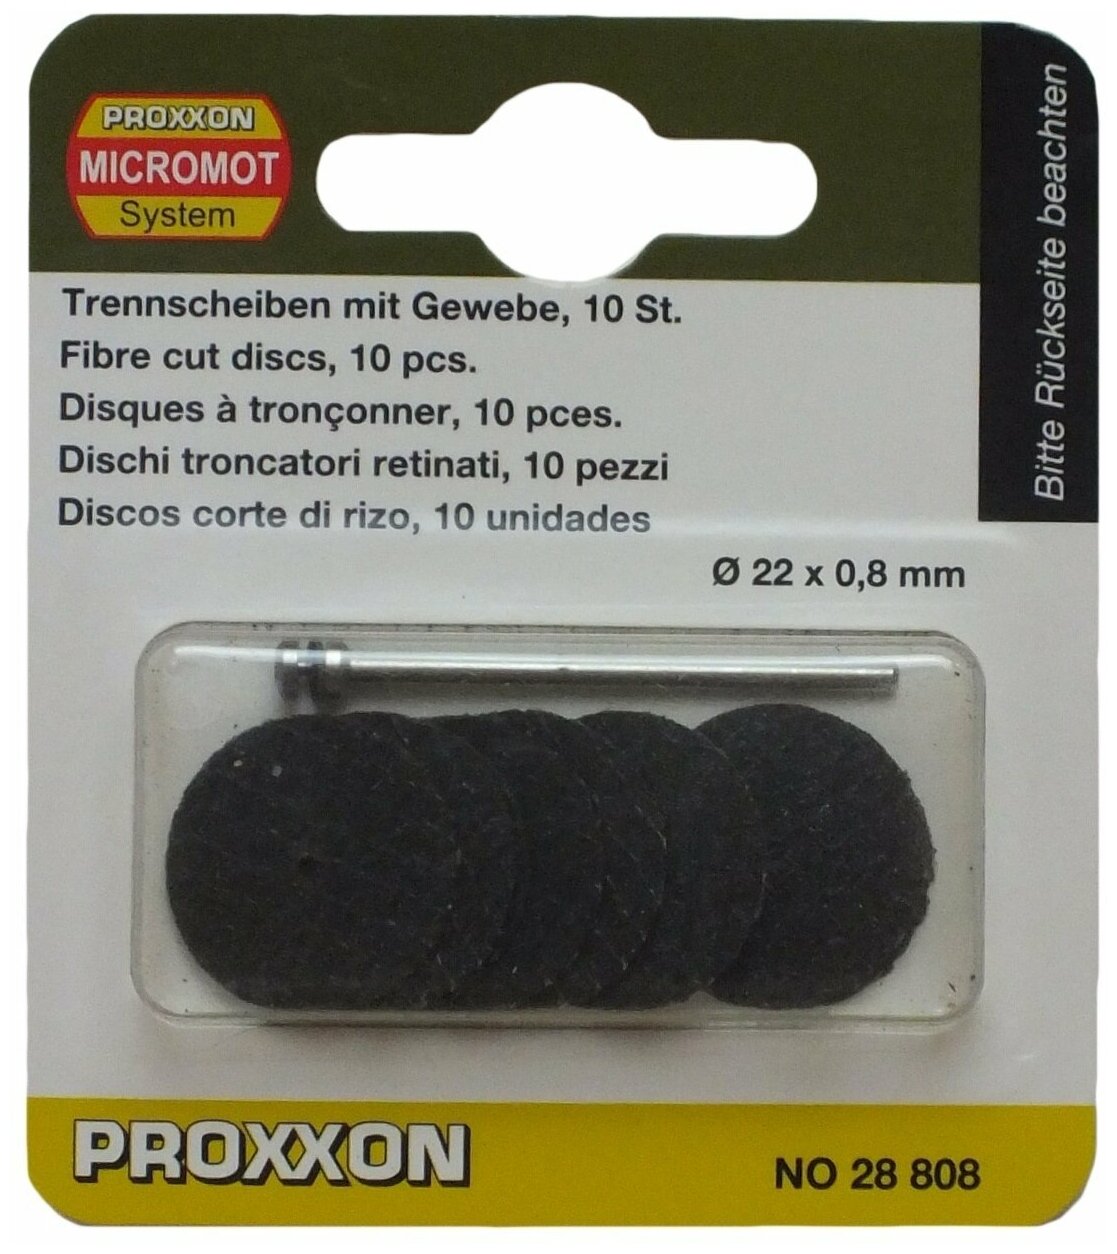 PROXXON
MICROMOT
System
Bitte Rückseite beachten
Trennscheiben mit Gewebe, 10 St.
Fibre cut discs, 10 pcs.
Disques à tronçonner, 10 pces.
Dischi troncatori retinati, 10 pezzi
Discos corte di rizo, 10 unidades
Ø 22 x 0,8 mm
PROXXON
NO 28 808